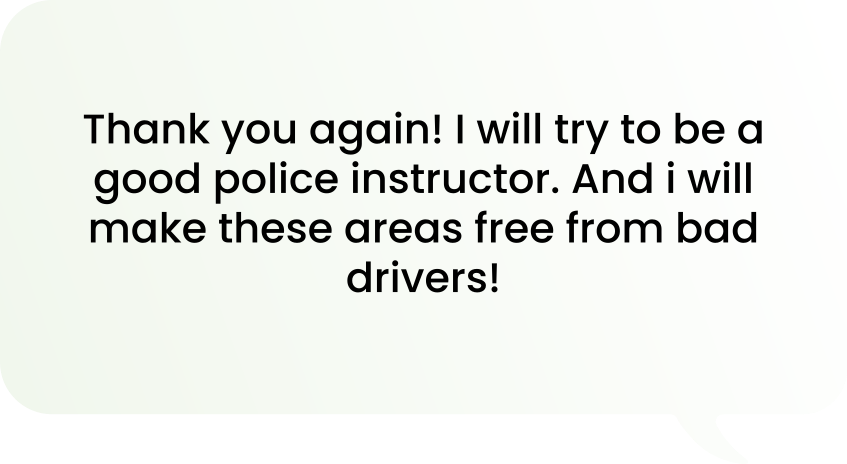 Thank you again! I will try to be a
good police instructor. And i will
make these areas free from bad
drivers!